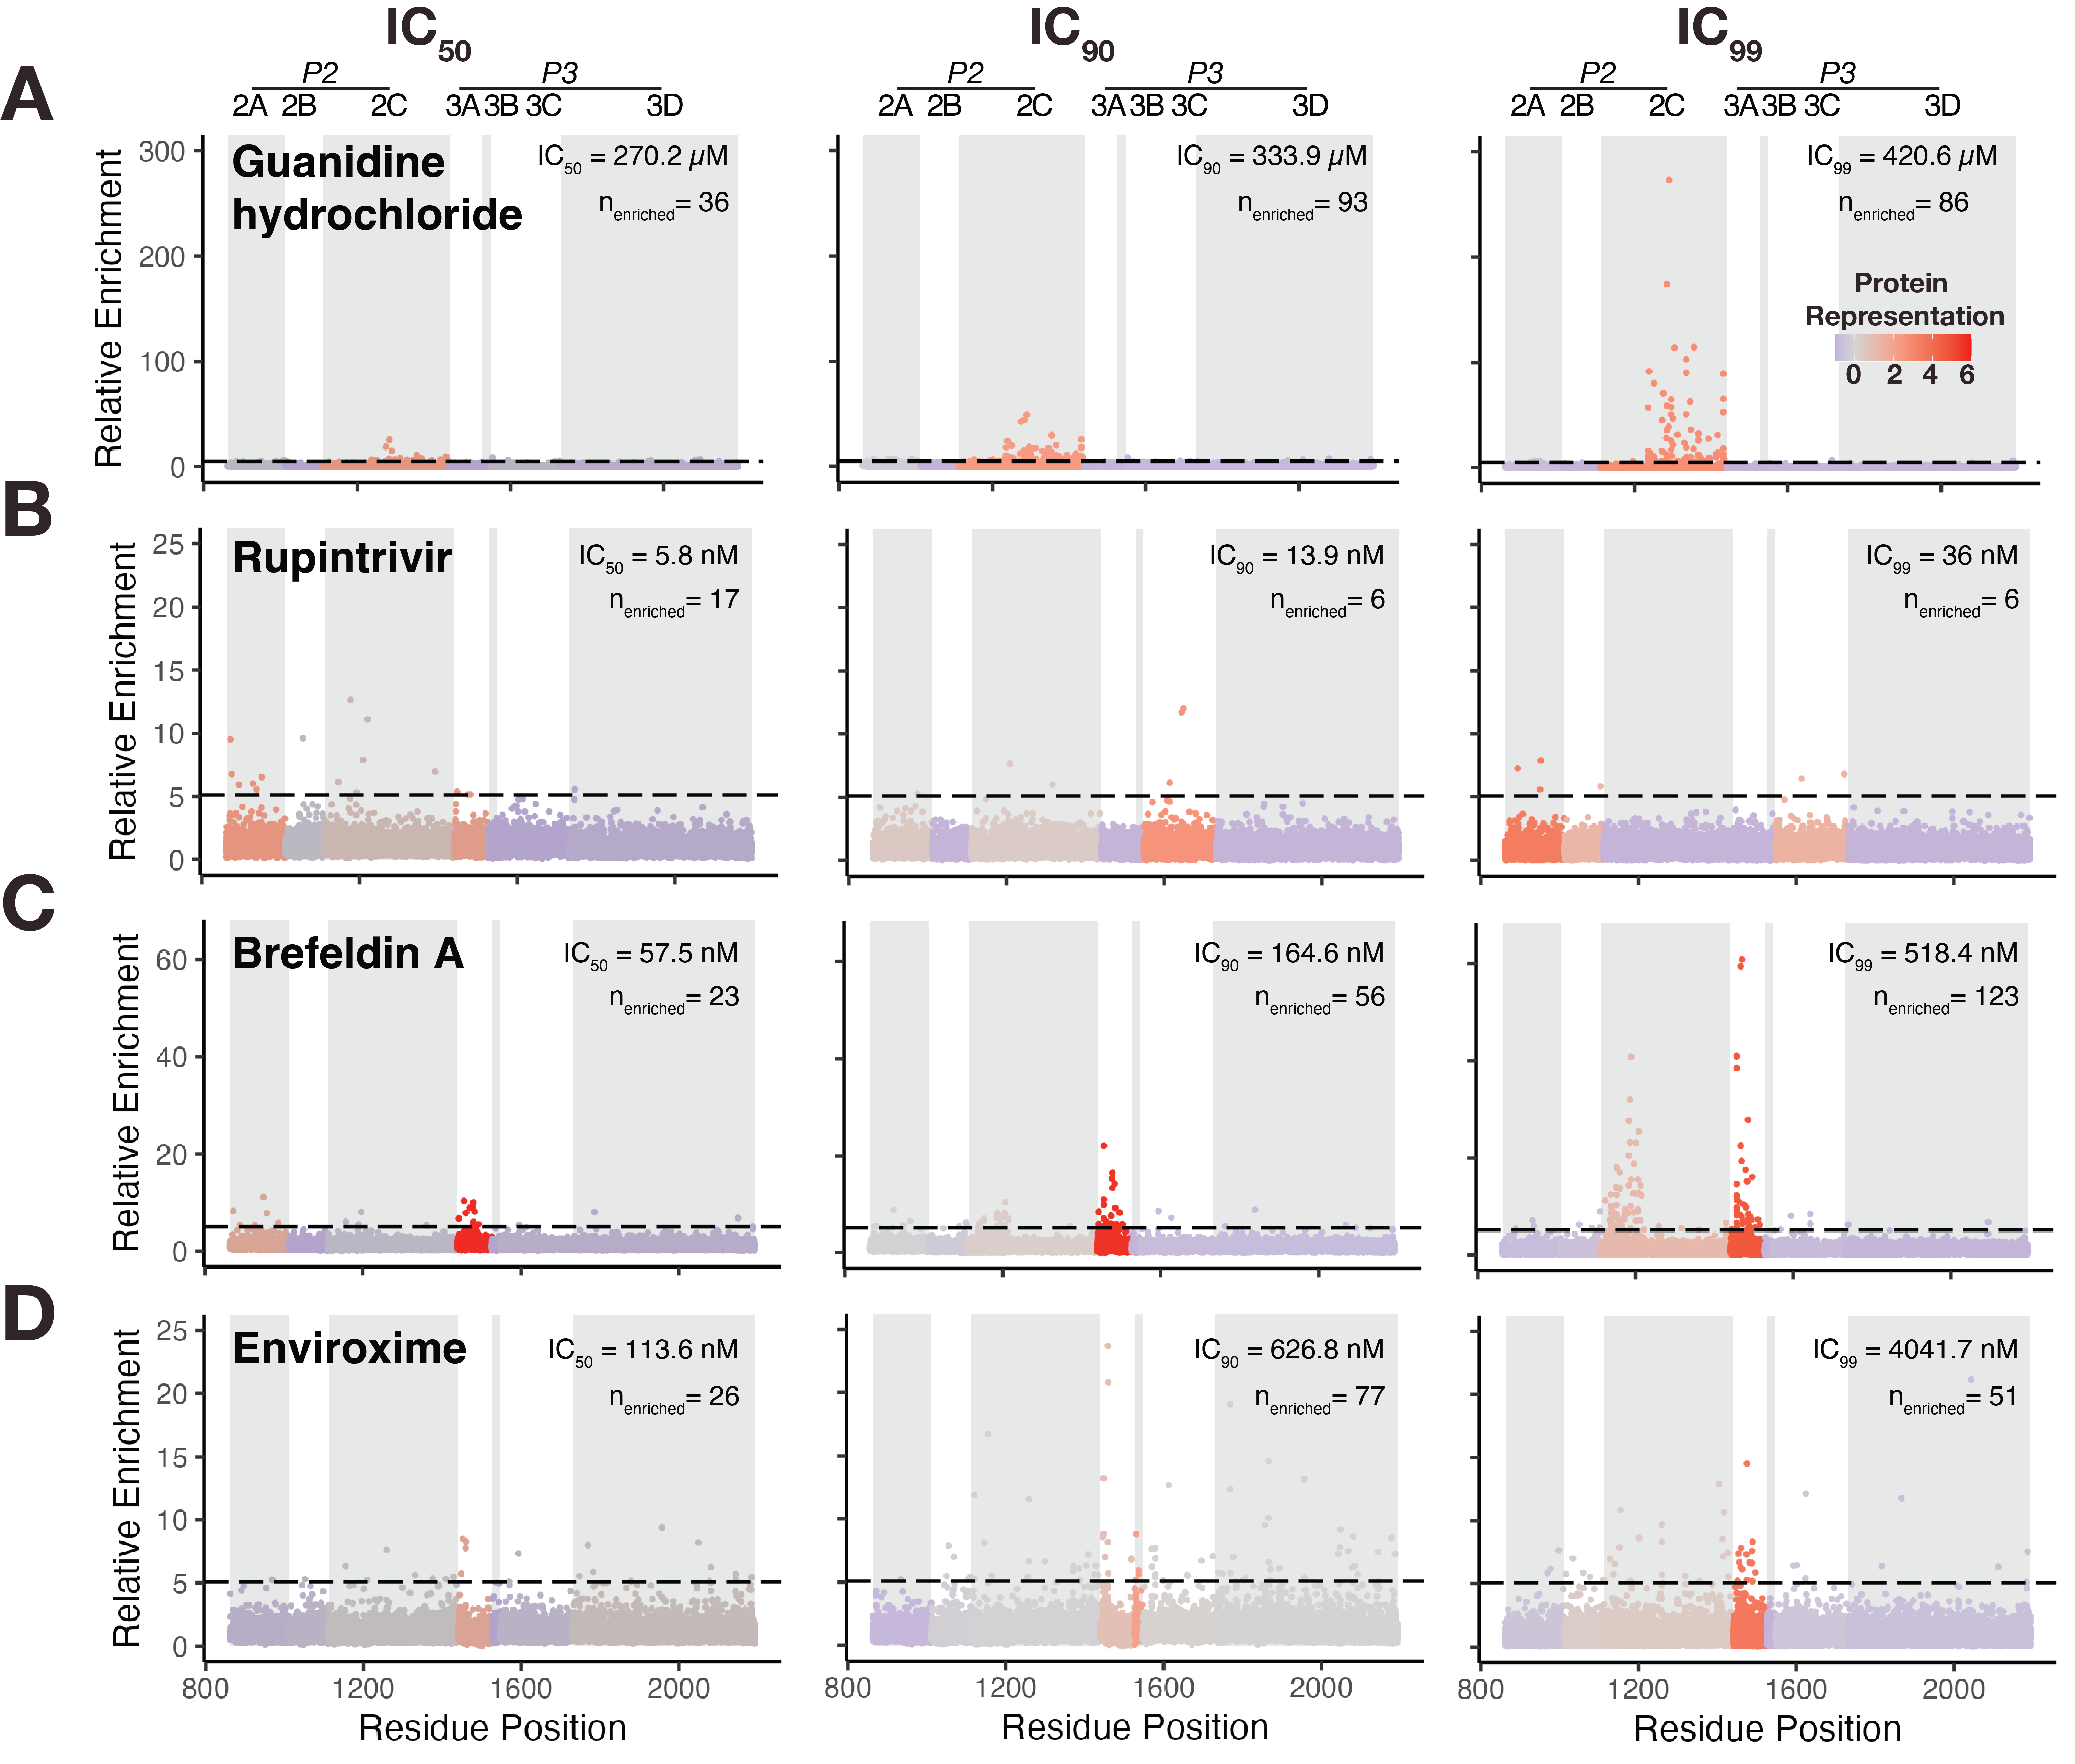 IC50 IC90 IC99
A
P2 P3 P2 P3 P2 P3
2A 2B 2C 3A 3B 3C 3D 2A 2B 2C 3A 3B 3C 3D 2A 2B 2C 3A 3B 3C 3D
Relative Enrichment
300
200
100
0
Guanidine
hydrochloride
IC50 = 270.2 µM
nenriched= 36
IC90 = 333.9 µM
nenriched= 93
IC99 = 420.6 µM
nenriched= 86
Protein
Representation
0 2 4 6
B
Relative Enrichment
25
20
15
10
5
0
Rupintrivir
IC50 = 5.8 nM
nenriched= 17
IC90 = 13.9 nM
nenriched= 6
IC99 = 36 nM
nenriched= 6
C
Relative Enrichment
60
40
20
0
Brefeldin A
IC50 = 57.5 nM
nenriched= 23
IC90 = 164.6 nM
nenriched= 56
IC99 = 518.4 nM
nenriched= 123
D
Relative Enrichment
25
20
15
10
5
0
Enviroxime
IC50 = 113.6 nM
nenriched= 26
IC90 = 626.8 nM
nenriched= 77
IC99 = 4041.7 nM
nenriched= 51
800 1200 1600 2000 800 1200 1600 2000 800 1200 1600 2000
Residue Position Residue Position Residue Position